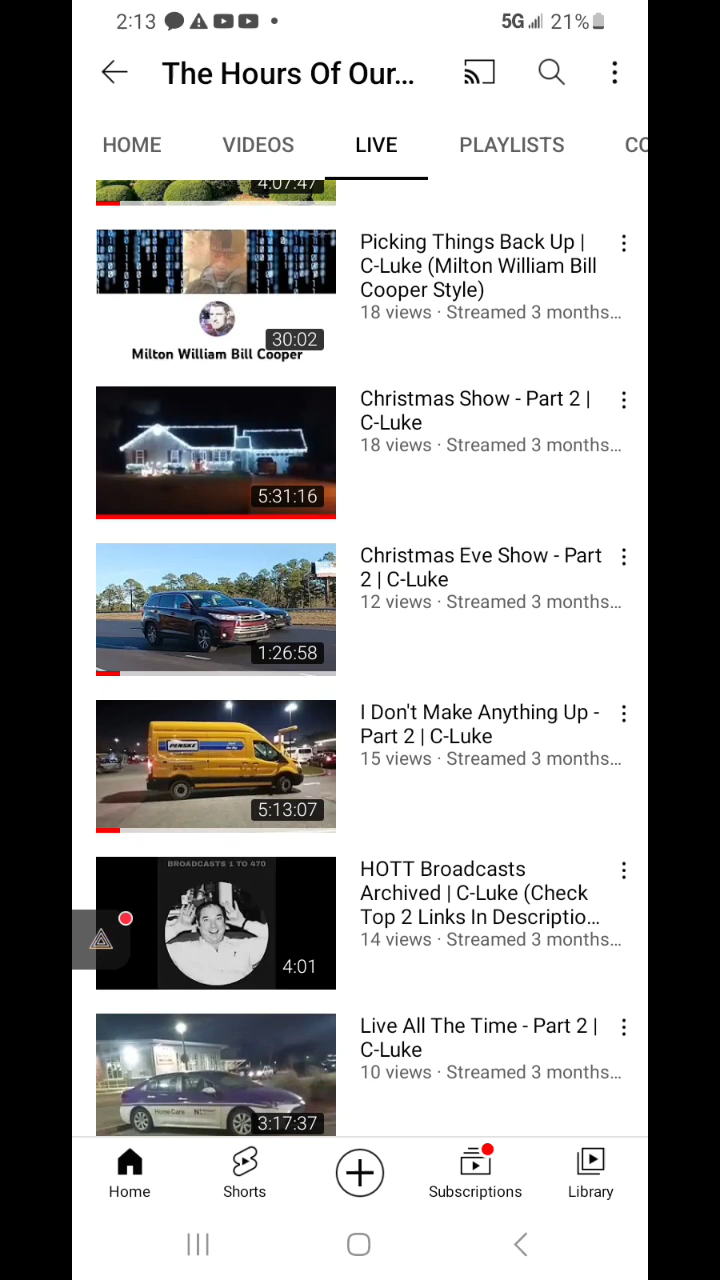 2:13
5G 21%
The Hours Of Our...
HOME VIDEOS LIVE PLAYLISTS CO
4:07:47
Picking Things Back Up |
C-Luke (Milton William Bill
Cooper Style)
18 views · Streamed 3 months...
30:02
Milton William Bill Cooper
Christmas Show - Part 2 |
C-Luke
18 views · Streamed 3 months...
5:31:16
Christmas Eve Show - Part
2 | C-Luke
12 views · Streamed 3 months...
1:26:58
I Don't Make Anything Up -
Part 2 | C-Luke
15 views · Streamed 3 months...
PENSKE
5:13:07
BROADCASTS 1 TO 470
HOTT Broadcasts
Archived | C-Luke (Check
Top 2 Links In Descriptio...
14 views · Streamed 3 months...
4:01
Live All The Time - Part 2 |
C-Luke
10 views · Streamed 3 months...
HomeCare
3:17:37
Home Shorts Subscriptions Library